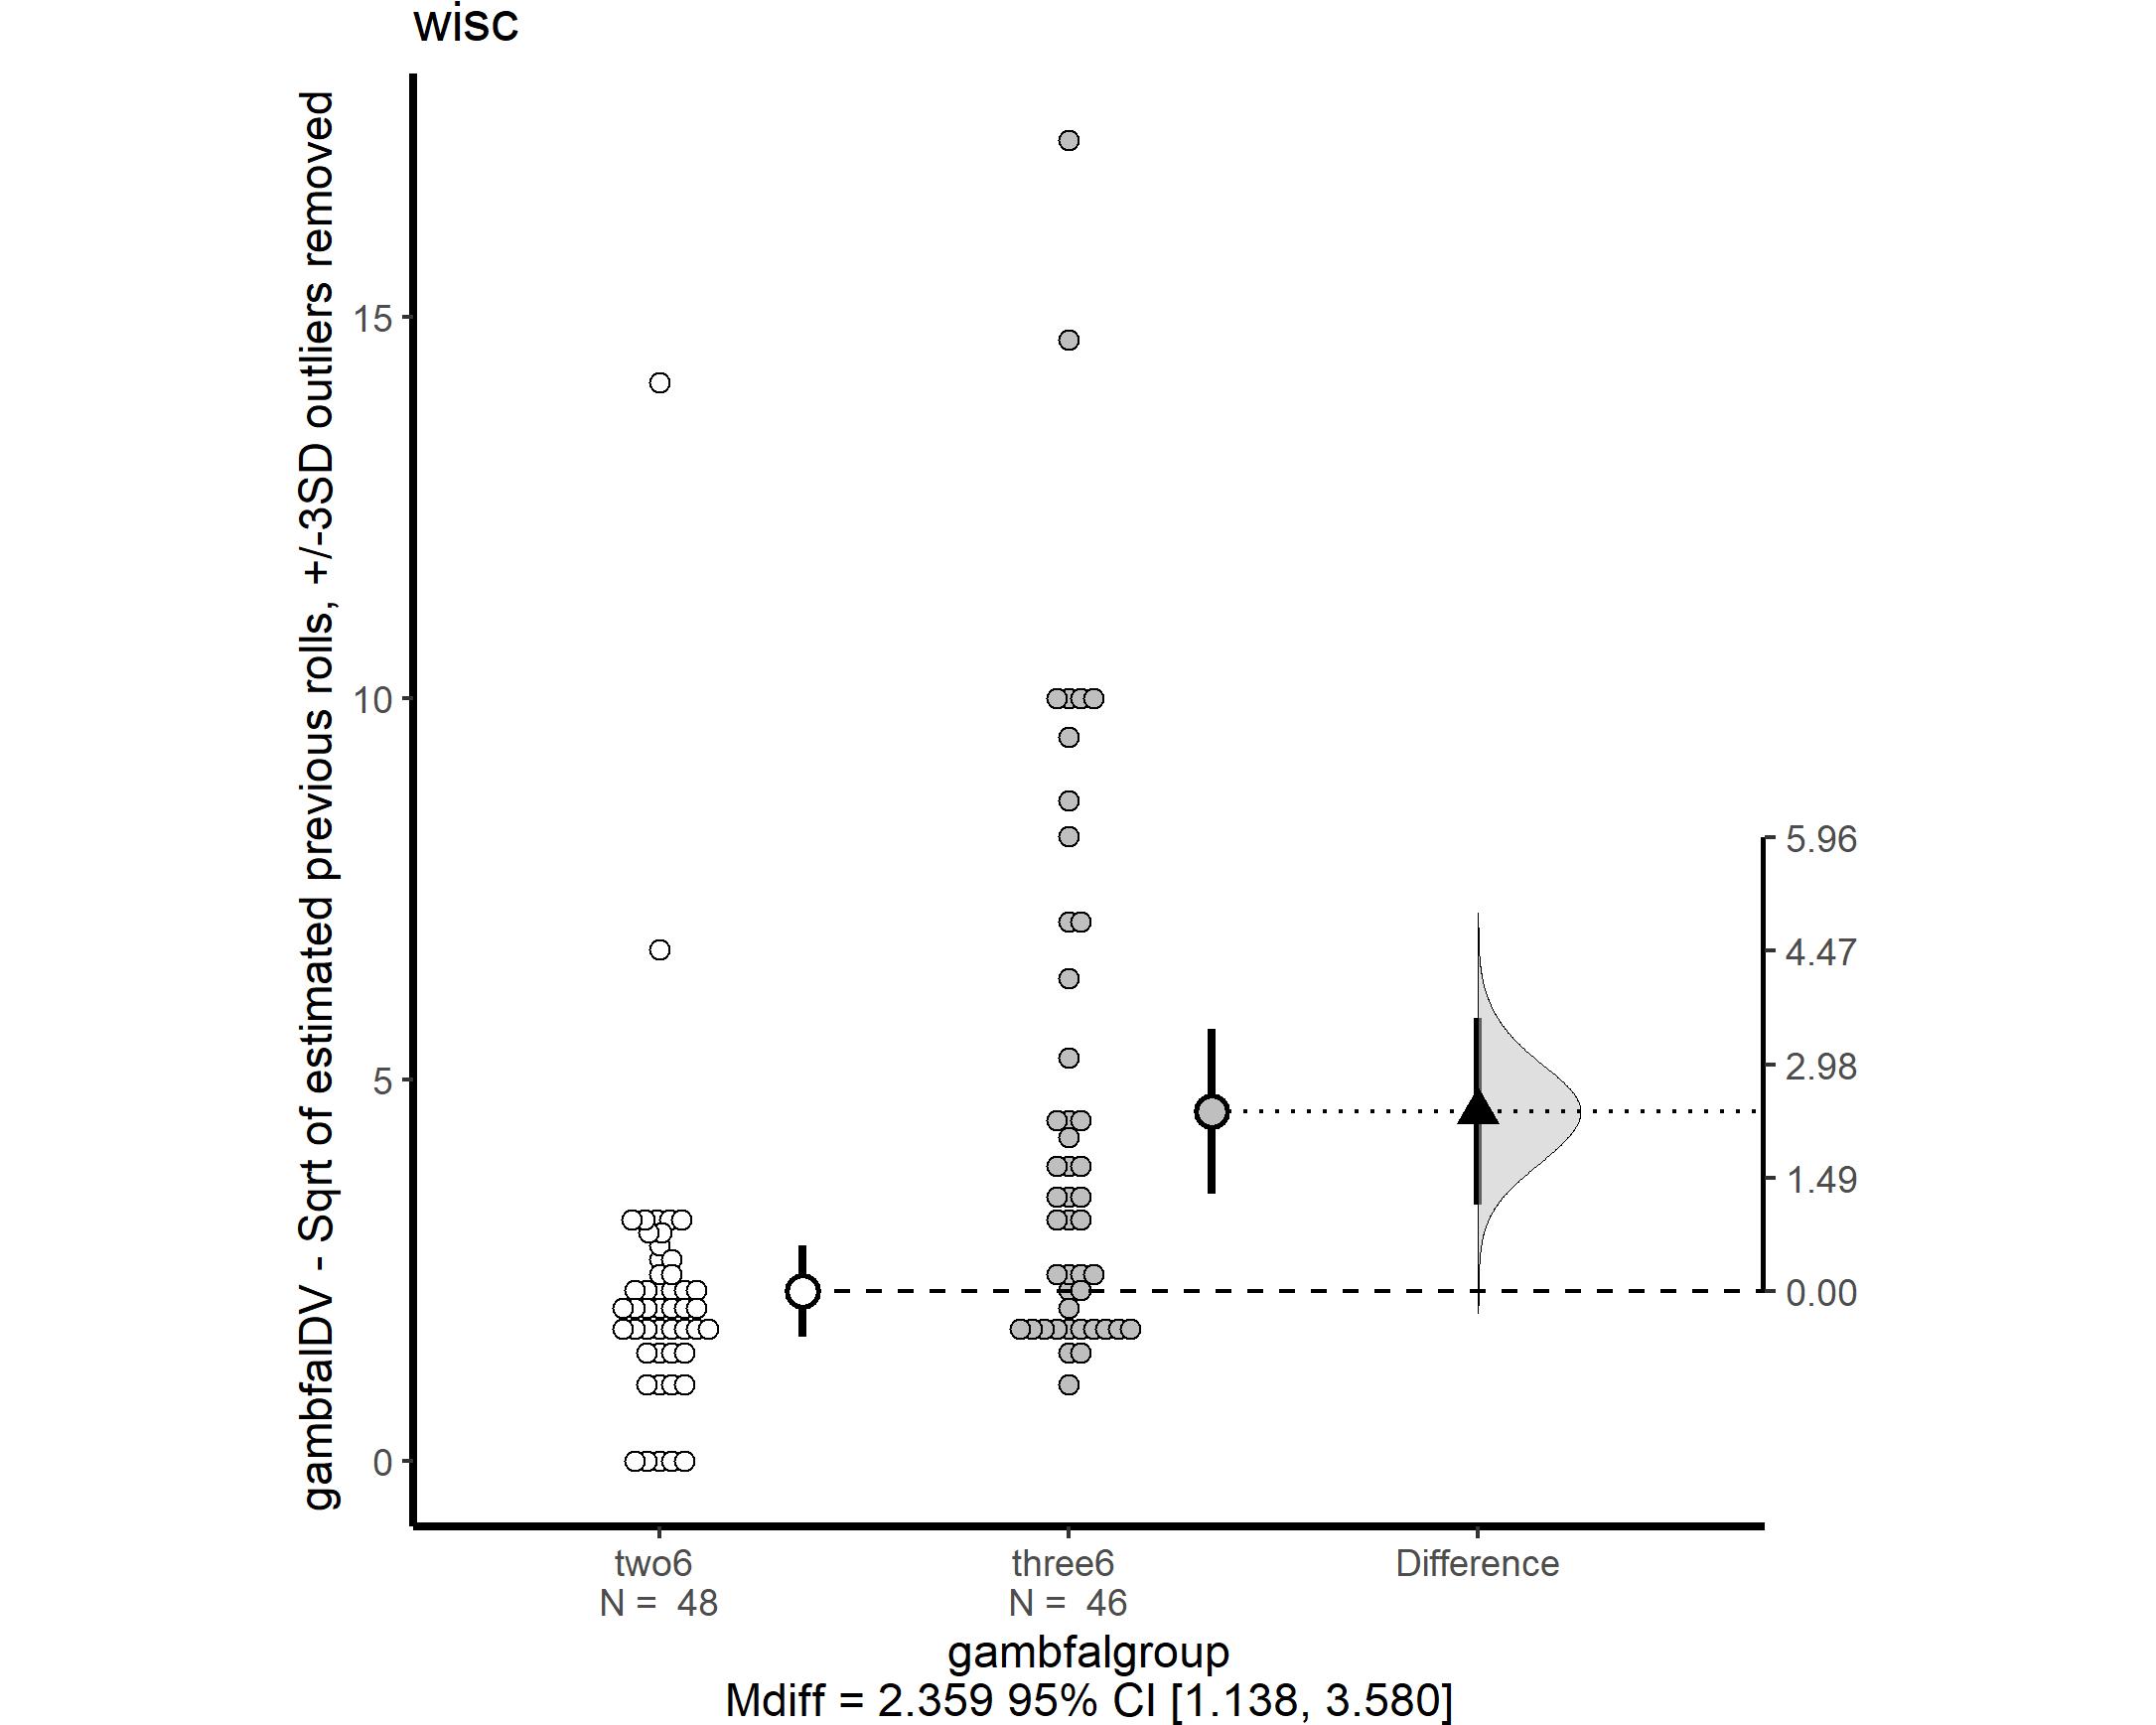 wisc
gambfalDV - Sqrt of estimated previous rolls, +/-3SD outliers removed
15
10
5
0
5.96
4.47
2.98
1.49
0.00
two6
N =  48
three6
N =  46
Difference
gambfalgroup
Mdiff = 2.359 95% CI [1.138, 3.580]